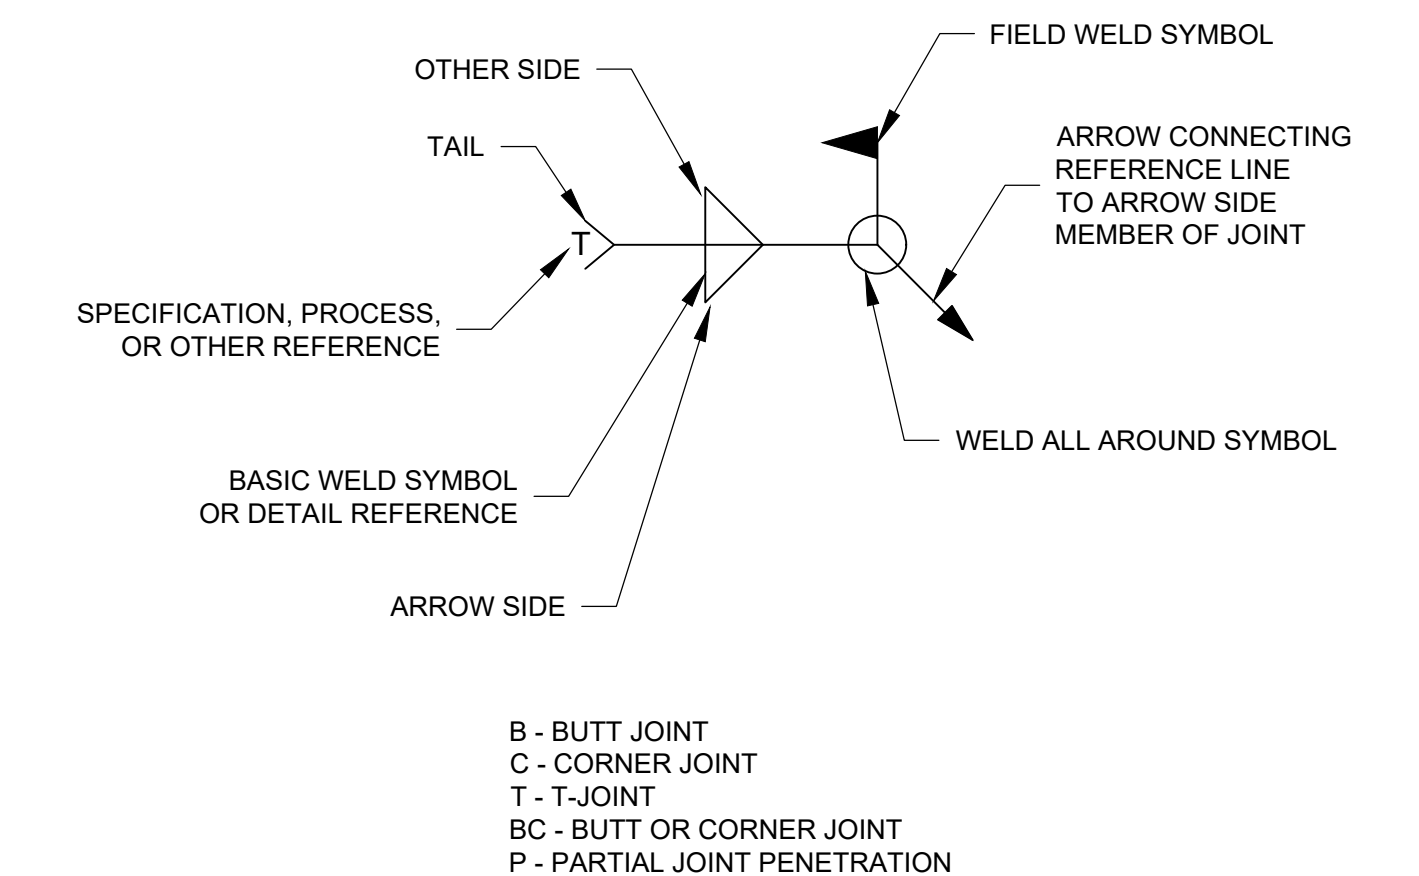 FIELD WELD SYMBOL
OTHER SIDE
TAIL
ARROW CONNECTING
REFERENCE LINE
TO ARROW SIDE
MEMBER OF JOINT
T
SPECIFICATION, PROCESS,
OR OTHER REFERENCE
WELD ALL AROUND SYMBOL
BASIC WELD SYMBOL
OR DETAIL REFERENCE
ARROW SIDE
B - BUTT JOINT
C - CORNER JOINT
T - T-JOINT
BC - BUTT OR CORNER JOINT
P - PARTIAL JOINT PENETRATION